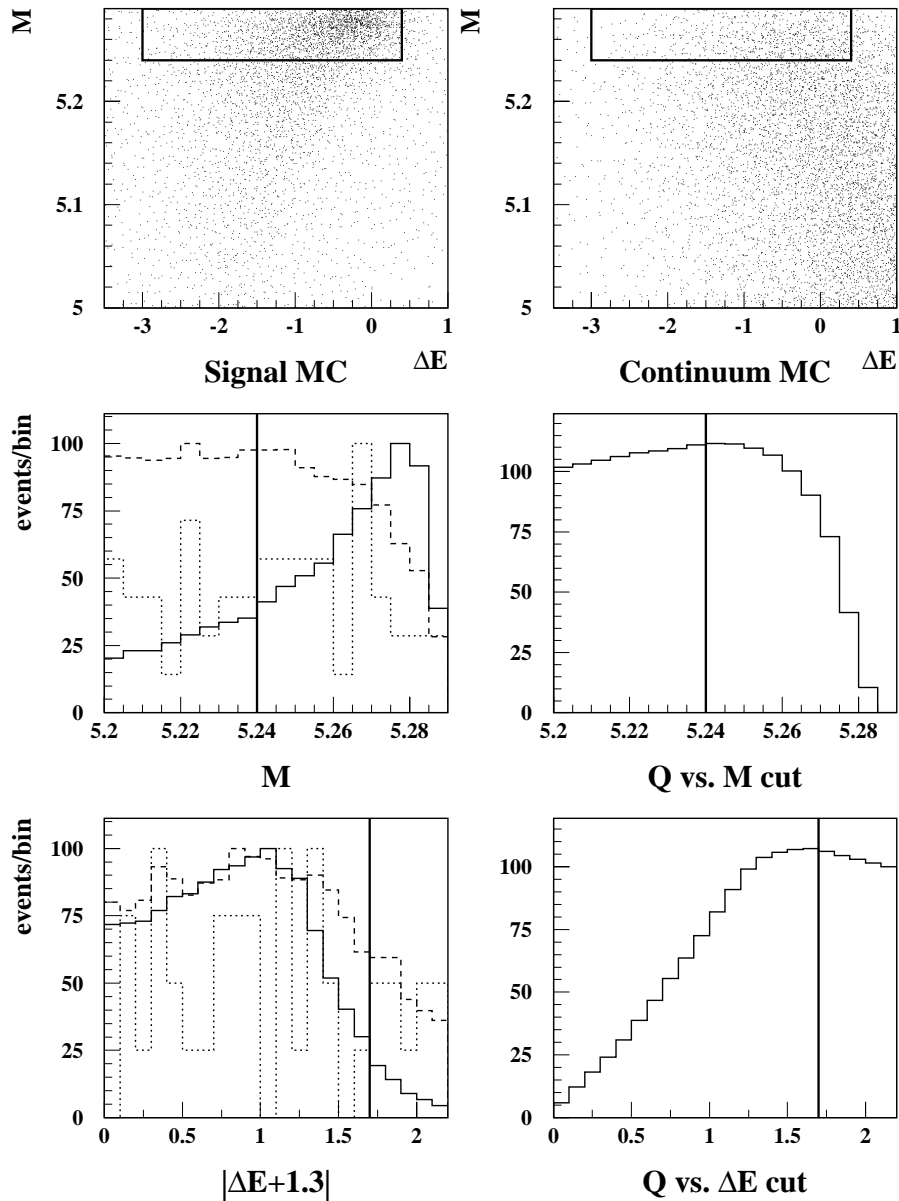 M
5.2
5.1
5
-3 -2 -1 0 1
Signal MC ΔE
M
5.2
5.1
5
-3 -2 -1 0 1
Continuum MC ΔE
events/bin
100
75
50
25
0
5.2 5.22 5.24 5.26 5.28
M
100
75
50
25
0
5.2 5.22 5.24 5.26 5.28
Q vs. M cut
events/bin
100
75
50
25
0
0 0.5 1 1.5 2
|ΔE+1.3|
100
75
50
25
0
0 0.5 1 1.5 2
Q vs. ΔE cut